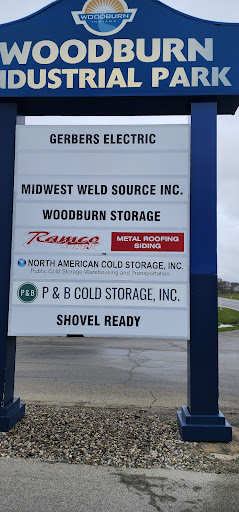 WOODBURN
INDIANA
WOODBURN
INDUSTRIAL PARK
GERBERS ELECTRIC
MIDWEST WELD SOURCE INC.
WOODBURN STORAGE
Ramco METAL ROOFING
SIDING
NORTH AMERICAN COLD STORAGE, INC.
Public Cold Storage Warehousing and Transportation
P&B P & B COLD STORAGE, INC.
SHOVEL READY